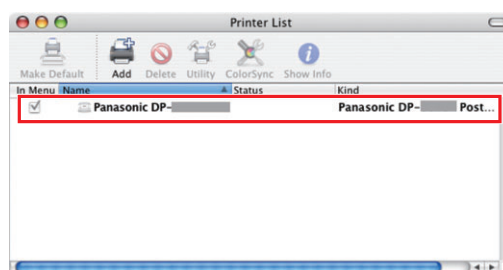 Printer List
Make Default Add Delete Utility ColorSync Show Info
In Menu Name Status Kind
Panasonic DP- Panasonic DP- Post...